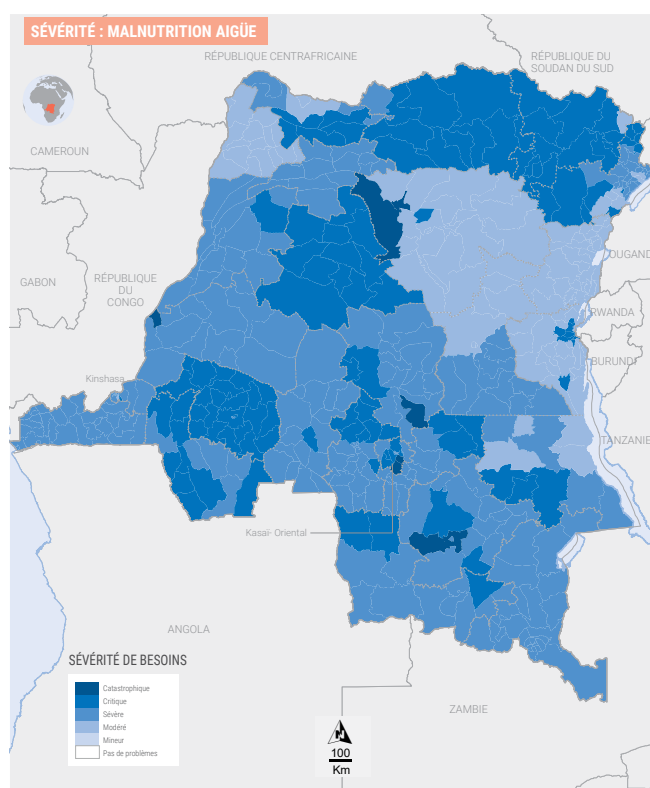 SÉVÉRITÉ : MALNUTRITION AIGÜE
RÉPUBLIQUE CENTRAFRICAINE
RÉPUBLIQUE DU
SOUDAN DU SUD
CAMEROUN
OUGAND
GABON
RÉPUBLIQUE
DU
CONGO
RWANDA
BURUNDI
Kinshasa
TANZANIE
Kasaï- Oriental
ANGOLA
SÉVÉRITÉ DE BESOINS
Catastrophique
Critique
Sévère
Modéré
Mineur
Pas de problèmes
ZAMBIE
N
100
Km